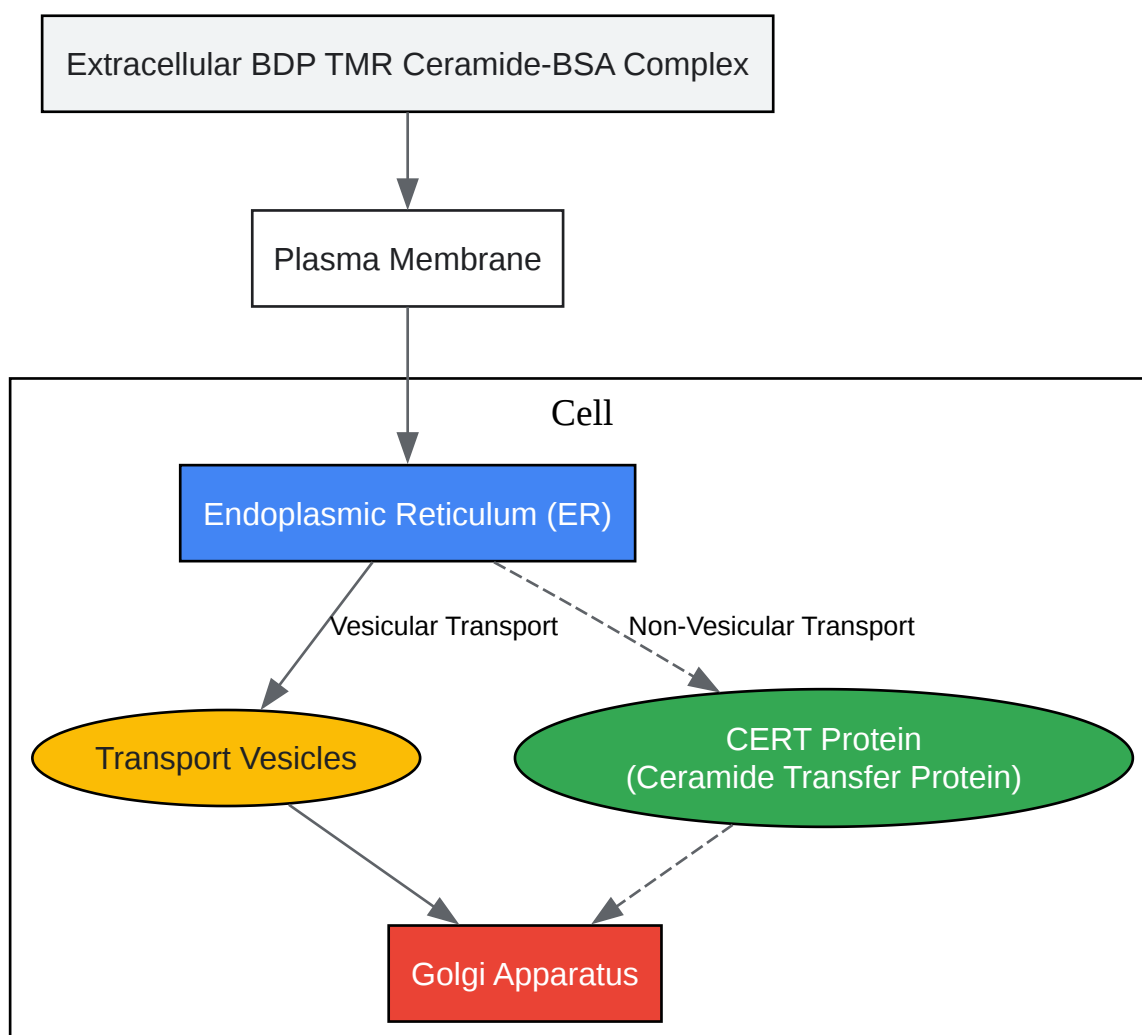 Extracellular BDP TMR Ceramide-BSA Complex
Plasma Membrane
Cell
Endoplasmic Reticulum (ER)
Vesicular Transport
Non-Vesicular Transport
Transport Vesicles
CERT Protein
(Ceramide Transfer Protein)
Golgi Apparatus